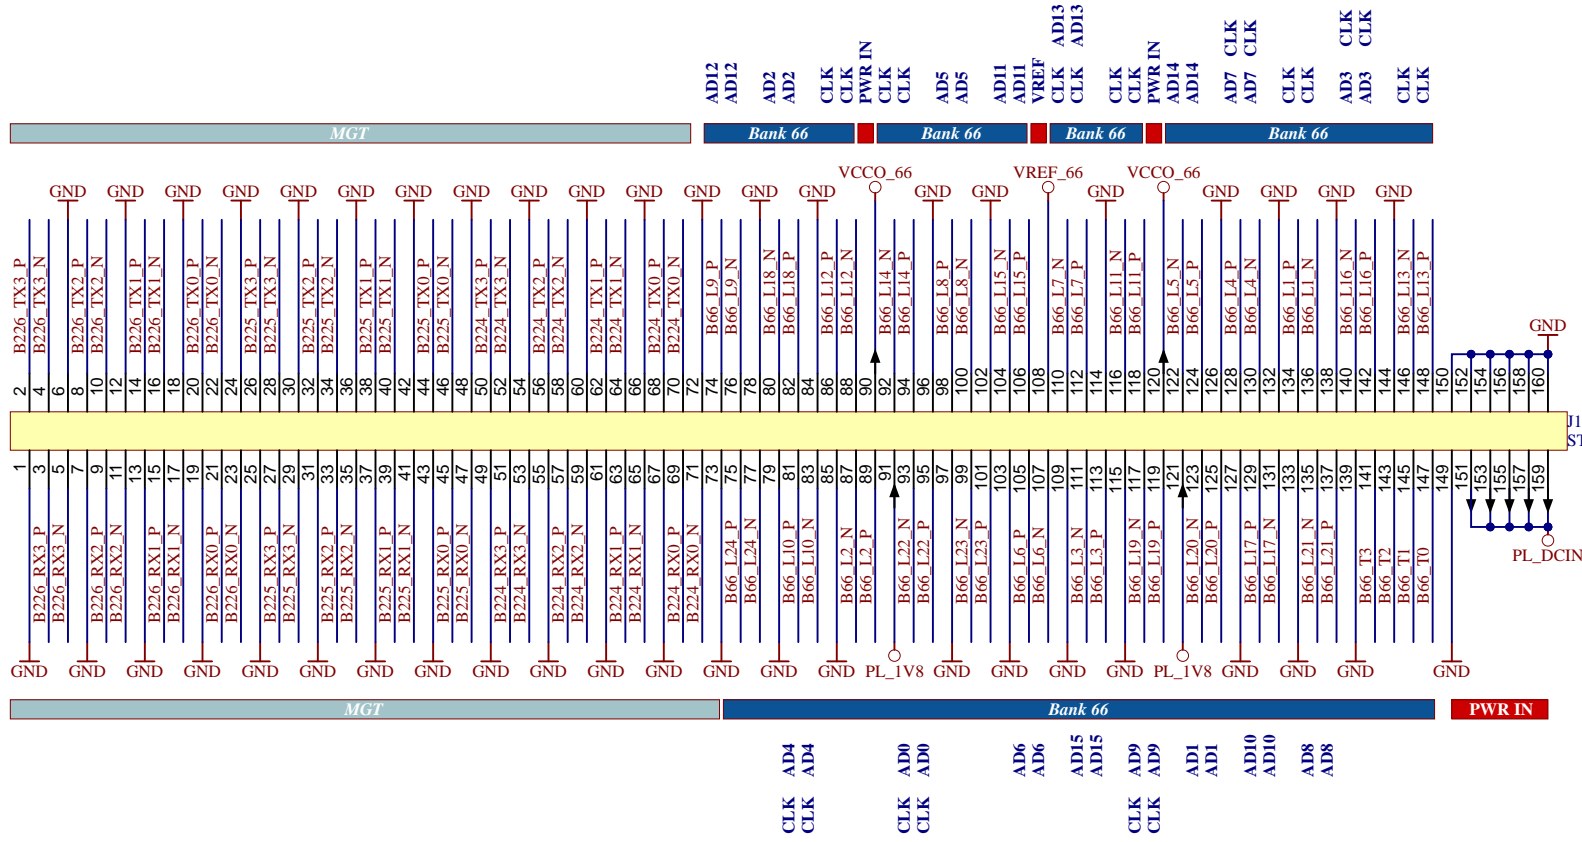 AD12 AD12 AD2 AD2 CLK CLK PWR IN CLK CLK AD5 AD5 AD11 AD11 VREF CLK AD13 CLK AD13 CLK CLK PWR IN AD14 AD14 AD7 CLK AD7 CLK CLK CLK AD3 CLK AD3 CLK CLK CLK
MGT Bank 66 Bank 66 Bank 66 Bank 66
VCCO_66 VREF_66 VCCO_66
GND GND GND GND GND GND GND GND GND GND GND GND GND GND GND GND GND GND GND GND
B226_TX3_P B226_TX3_N B226_TX2_P B226_TX2_N B226_TX1_P B226_TX1_N B226_TX0_P B226_TX0_N B225_TX3_P B225_TX3_N B225_TX2_P B225_TX2_N B225_TX1_P B225_TX1_N B225_TX0_P B225_TX0_N B224_TX3_P B224_TX3_N B224_TX2_P B224_TX2_N B224_TX1_P B224_TX1_N B224_TX0_P B224_TX0_N B66_L9_P B66_L9_N B66_L18_N B66_L18_P B66_L12_P B66_L12_N B66_L14_N B66_L14_P B66_L8_P B66_L8_N B66_L15_N B66_L15_P B66_L7_N B66_L7_P B66_L11_N B66_L11_P B66_L5_N B66_L5_P B66_L4_P B66_L4_N B66_L1_P B66_L1_N B66_L16_N B66_L16_P B66_L13_N B66_L13_P
GND
2 4 6 8 10 12 14 16 18 20 22 24 26 28 30 32 34 36 38 40 42 44 46 48 50 52 54 56 58 60 62 64 66 68 70 72 74 76 78 80 82 84 86 88 90 92 94 96 98 100 102 104 106 108 110 112 114 116 118 120 122 124 126 128 130 132 134 136 138 140 142 144 146 148 150 152 154 156 158 160
J1
ST
1 3 5 7 9 11 13 15 17 19 21 23 25 27 29 31 33 35 37 39 41 43 45 47 49 51 53 55 57 59 61 63 65 67 69 71 73 75 77 79 81 83 85 87 89 91 93 95 97 99 101 103 105 107 109 111 113 115 117 119 121 123 125 127 129 131 133 135 137 139 141 143 145 147 149 151 153 155 157 159
B226_RX3_P B226_RX3_N B226_RX2_P B226_RX2_N B226_RX1_P B226_RX1_N B226_RX0_P B226_RX0_N B225_RX3_P B225_RX3_N B225_RX2_P B225_RX2_N B225_RX1_P B225_RX1_N B225_RX0_P B225_RX0_N B224_RX3_P B224_RX3_N B224_RX2_P B224_RX2_N B224_RX1_P B224_RX1_N B224_RX0_P B224_RX0_N B66_L24_P B66_L24_N B66_L10_P B66_L10_N B66_L2_N B66_L2_P B66_L22_N B66_L22_P B66_L23_N B66_L23_P B66_L6_P B66_L6_N B66_L3_N B66_L3_P B66_L19_N B66_L19_P B66_L20_N B66_L20_P B66_L17_P B66_L17_N B66_L21_N B66_L21_P B66_T3 B66_T2 B66_T1 B66_T0
PL_DCIN
GND GND GND GND GND GND GND GND GND GND GND GND GND GND GND PL_1V8 GND GND GND GND PL_1V8 GND GND GND GND
MGT Bank 66 PWR IN
AD4 AD4 AD0 AD0 AD6 AD6 AD15 AD15 AD9 AD9 AD1 AD1 AD10 AD10 AD8 AD8
CLK CLK CLK CLK CLK CLK